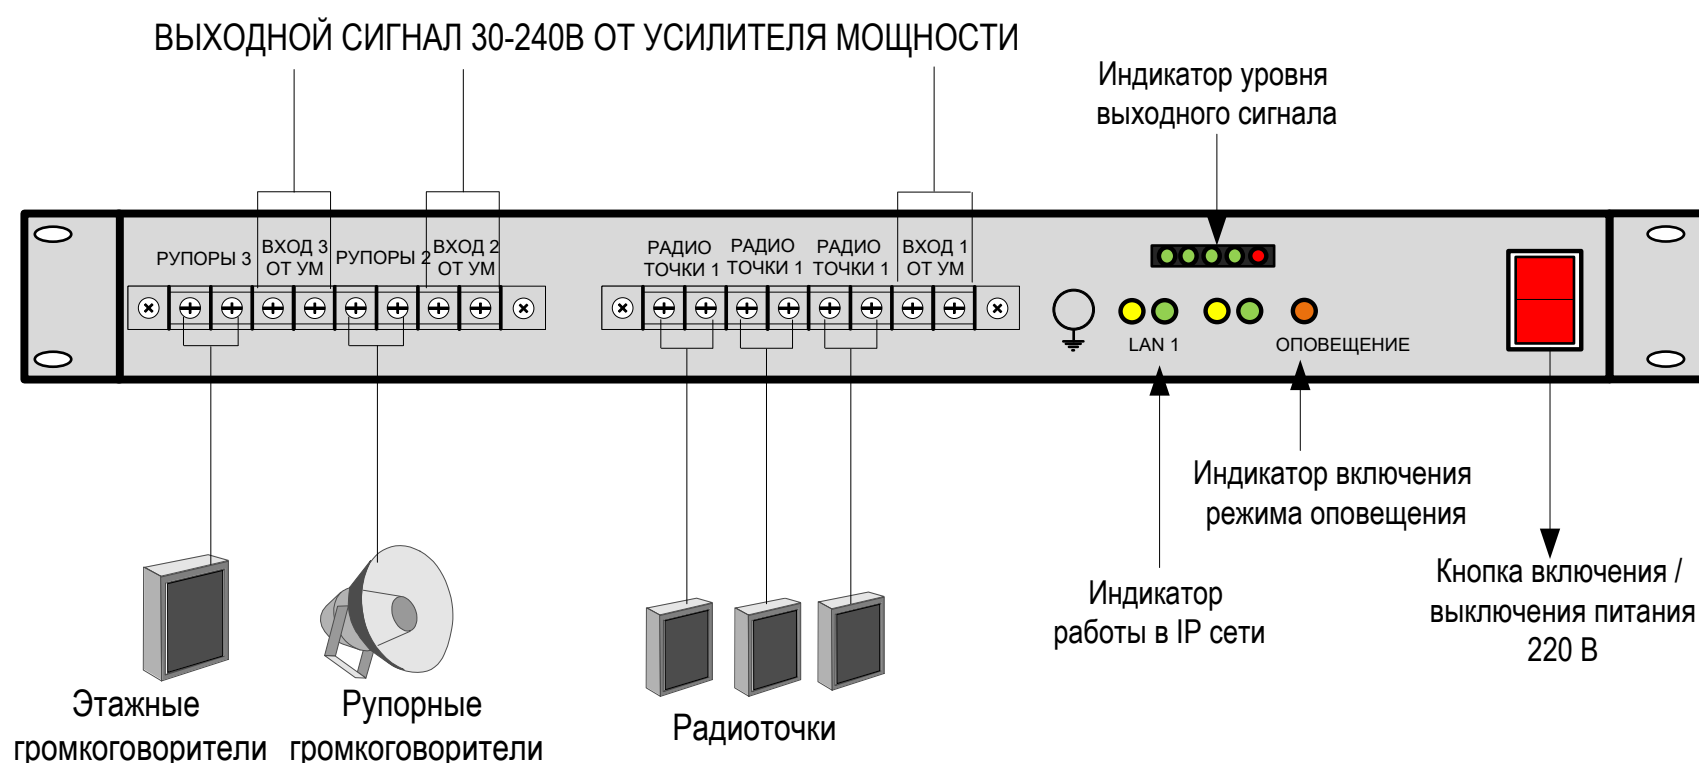 ВЫХОДНОЙ СИГНАЛ 30-240В ОТ УСИЛИТЕЛЯ МОЩНОСТИ
Индикатор уровня
выходного сигнала
РУПОРЫ 3
ВХОД 3
ОТ УМ
РУПОРЫ 2
ВХОД 2
ОТ УМ
РАДИО
ТОЧКИ 1
РАДИО
ТОЧКИ 1
РАДИО
ТОЧКИ 1
ВХОД 1
ОТ УМ
LAN 1
ОПОВЕЩЕНИЕ
Индикатор включения
режима оповещения
Индикатор
работы в IP сети
Кнопка включения /
выключения питания
220 В
Этажные
громкоговорители
Рупорные
громкоговорители
Радиоточки